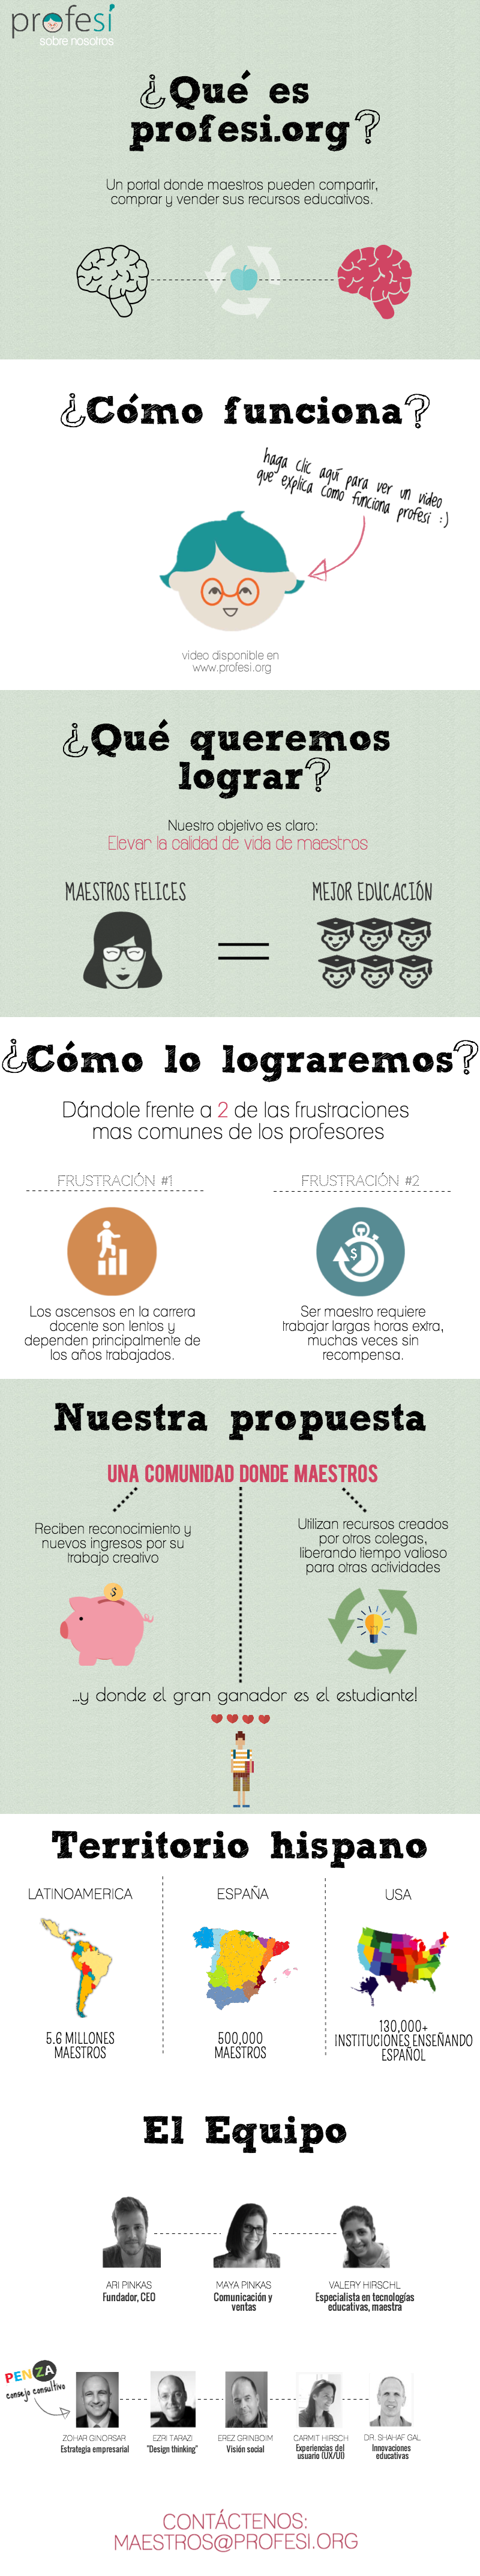 profesí
sobre nosotros
¿Qué es
profesi.org?
Un portal donde maestros pueden compartir,
comprar y vender sus recursos educativos.
¿Cómo funciona?
haga clic aquí para ver un video
que explica como funciona profesi :)
video disponible en
www.profesi.org
¿Qué queremos
lograr?
Nuestro objetivo es claro:
Elevar la calidad de vida de maestros
MAESTROS FELICES
MEJOR EDUCACIÓN
¿Cómo lo lograremos?
Dándole frente a 2 de las frustraciones
mas comunes de los profesores
FRUSTRACIÓN #1
Los ascensos en la carrera
docente son lentos y
dependen principalmente de
los años trabajados.
FRUSTRACIÓN #2
$
Ser maestro requiere
trabajar largas horas extra,
muchas veces sin
recompensa.
Nuestra propuesta
UNA COMUNIDAD DONDE MAESTROS
Reciben reconocimiento y
nuevos ingresos por su
trabajo creativo
$
Utilizan recursos creados
por otros colegas,
liberando tiempo valioso
para otras actividades
...y donde el gran ganador es el estudiante!
Territorio hispano
LATINOAMERICA
5.6 MILLONES
MAESTROS
ESPAÑA
500,000
MAESTROS
USA
130,000+
INSTITUCIONES ENSEÑANDO
ESPAÑOL
El Equipo
ARI PINKAS
Fundador, CEO
MAYA PINKAS
Comunicación y
ventas
VALERY HIRSCHL
Especialista en tecnologías
educativas, maestra
PENZA
consejo consultivo
ZOHAR GINORSAR
Estrategia empresarial
EZRI TARAZI
"Design thinking"
EREZ GRINBOIM
Visión social
CARMIT HIRSCH
Experiencias del
usuario (UX/UI)
DR. SHAHAF GAL
Innovaciones
educativas
CONTÁCTENOS:
MAESTROS@PROFESI.ORG